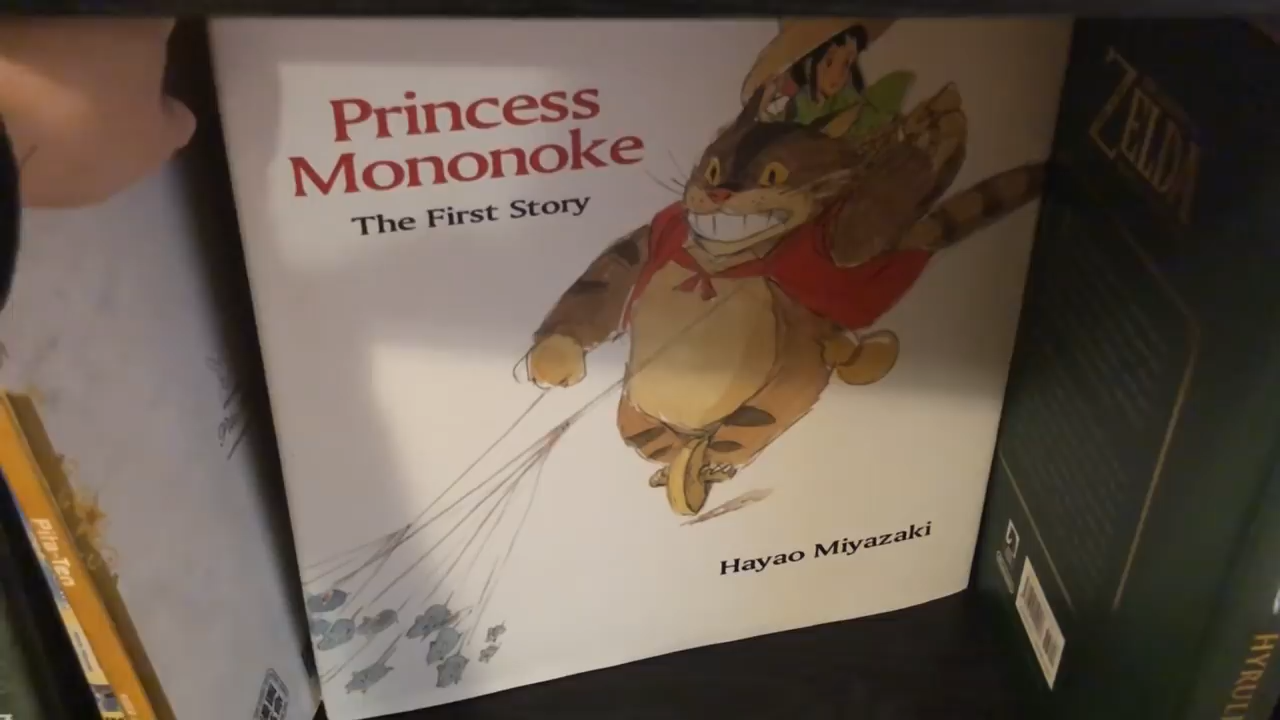 Princess
Mononoke
The First Story
Hayao Miyazaki
ZELDA
Pita-Ten